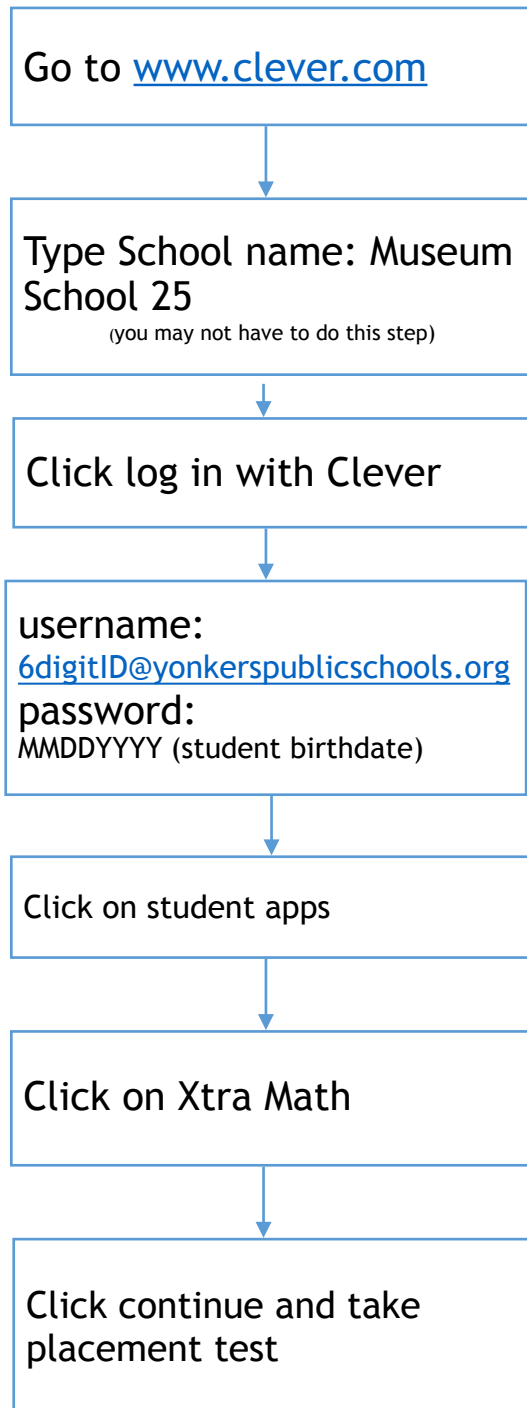 Go to www.clever.com
Type School name: Museum
School 25
(you may not have to do this step)
Click log in with Clever
username:
6digitID@yonkerspublicschools.org
password:
MMDDYYYY (student birthdate)
Click on student apps
Click on Xtra Math
Click continue and take
placement test